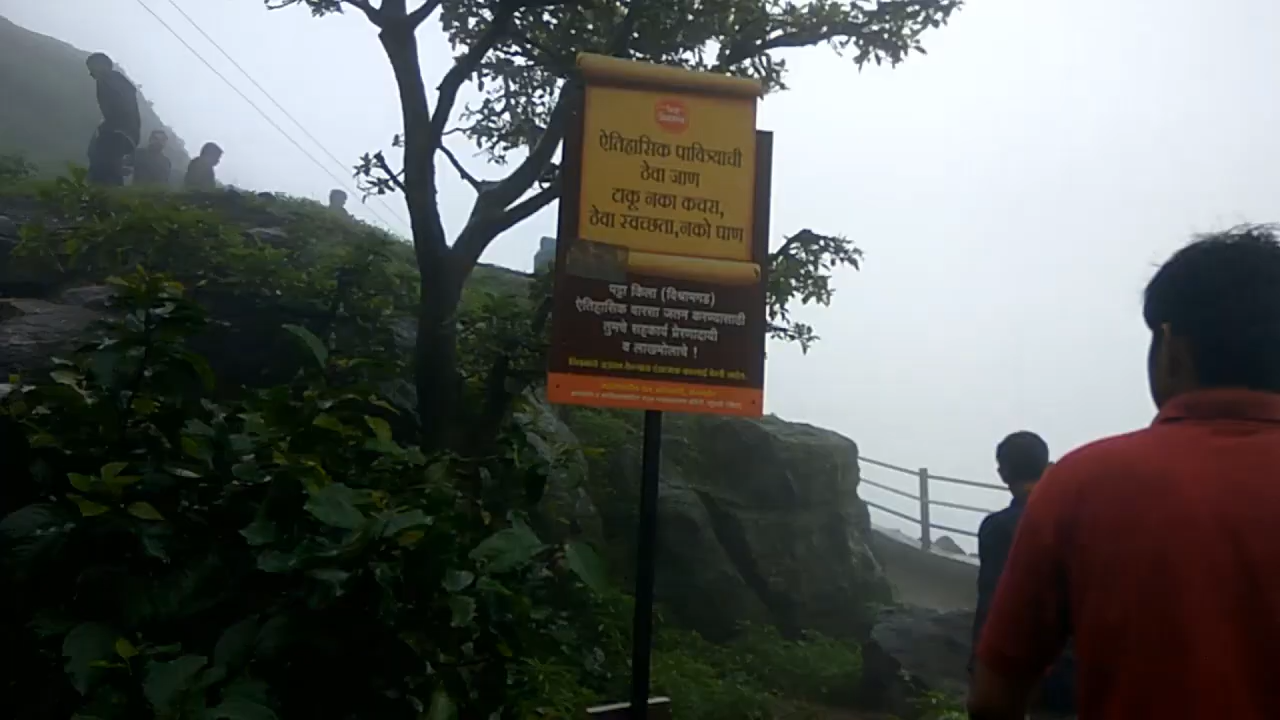 ऐतिहासिक पावित्र्याची
ठेवा जाण
टाकू नका कचरा,
ठेवा स्वच्छता,नको घाण
पट्टा किल्ला (विश्रामगड)
ऐतिहासिक वारसा जतन करण्यासाठी
तुमचे सहकार्य प्रेरणादायी
व लाखमोलाचे !